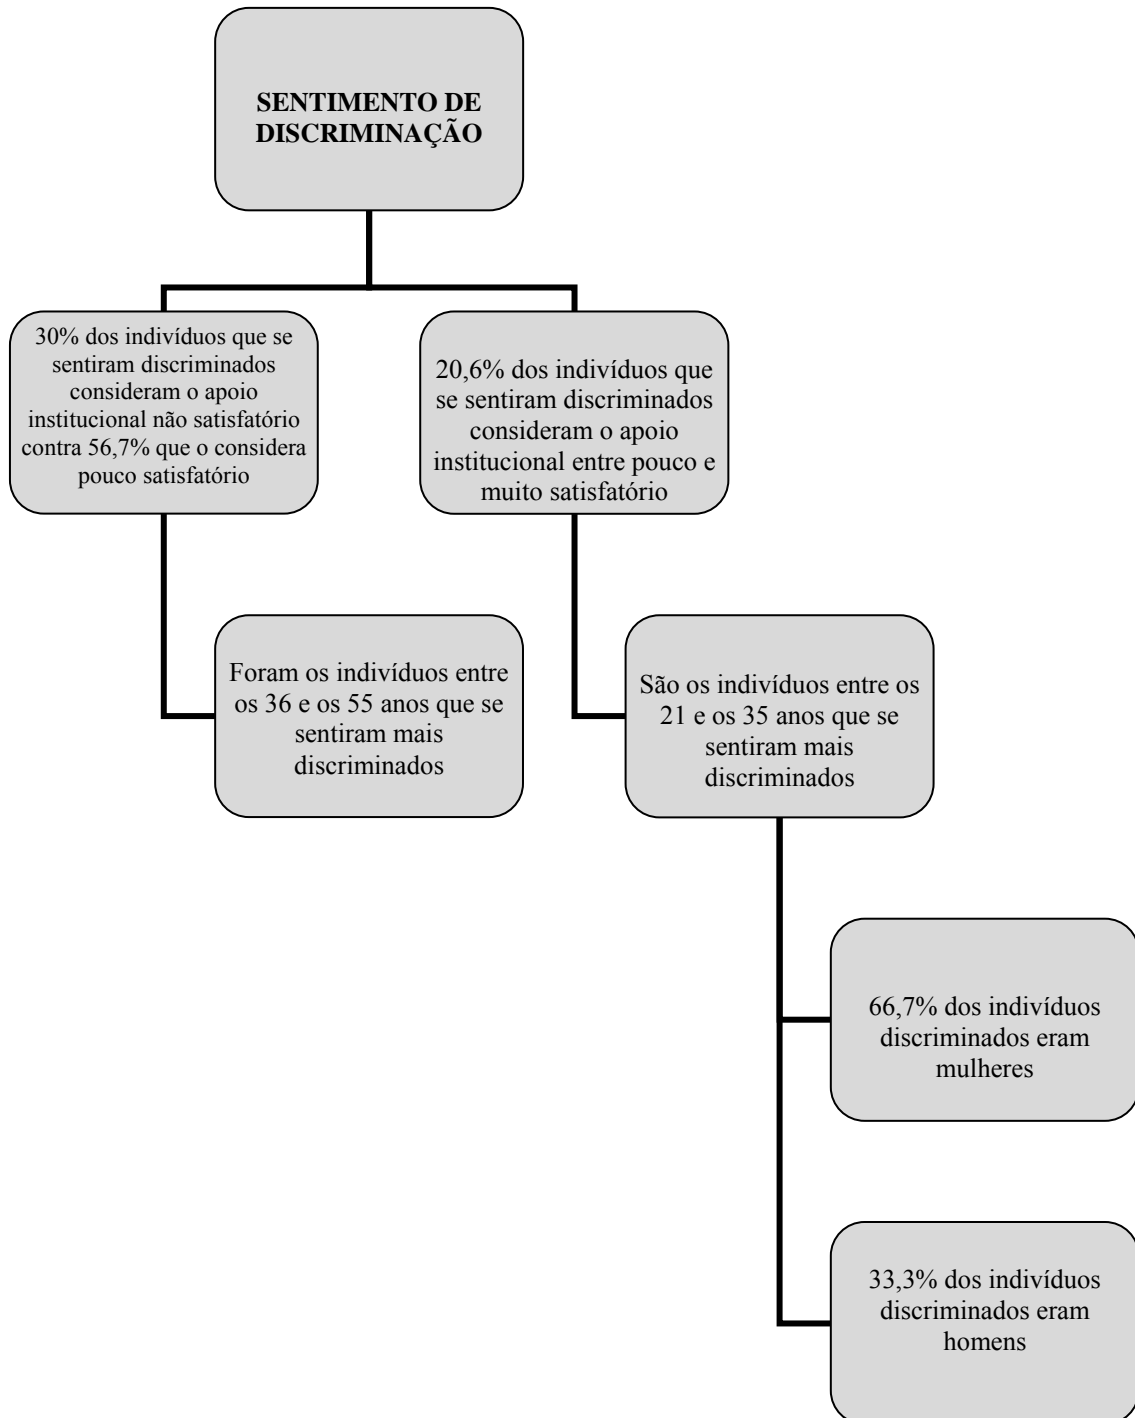 SENTIMENTO DE
DISCRIMINAÇÃO
30% dos indivíduos que se
sentiram discriminados
consideram o apoio
institucional não satisfatório
contra 56,7% que o considera
pouco satisfatório
20,6% dos indivíduos que
se sentiram discriminados
consideram o apoio
institucional entre pouco e
muito satisfatório
Foram os indivíduos entre
os 36 e os 55 anos que se
sentiram mais
discriminados
São os indivíduos entre os
21 e os 35 anos que se
sentiram mais
discriminados
66,7% dos indivíduos
discriminados eram
mulheres
33,3% dos indivíduos
discriminados eram
homens